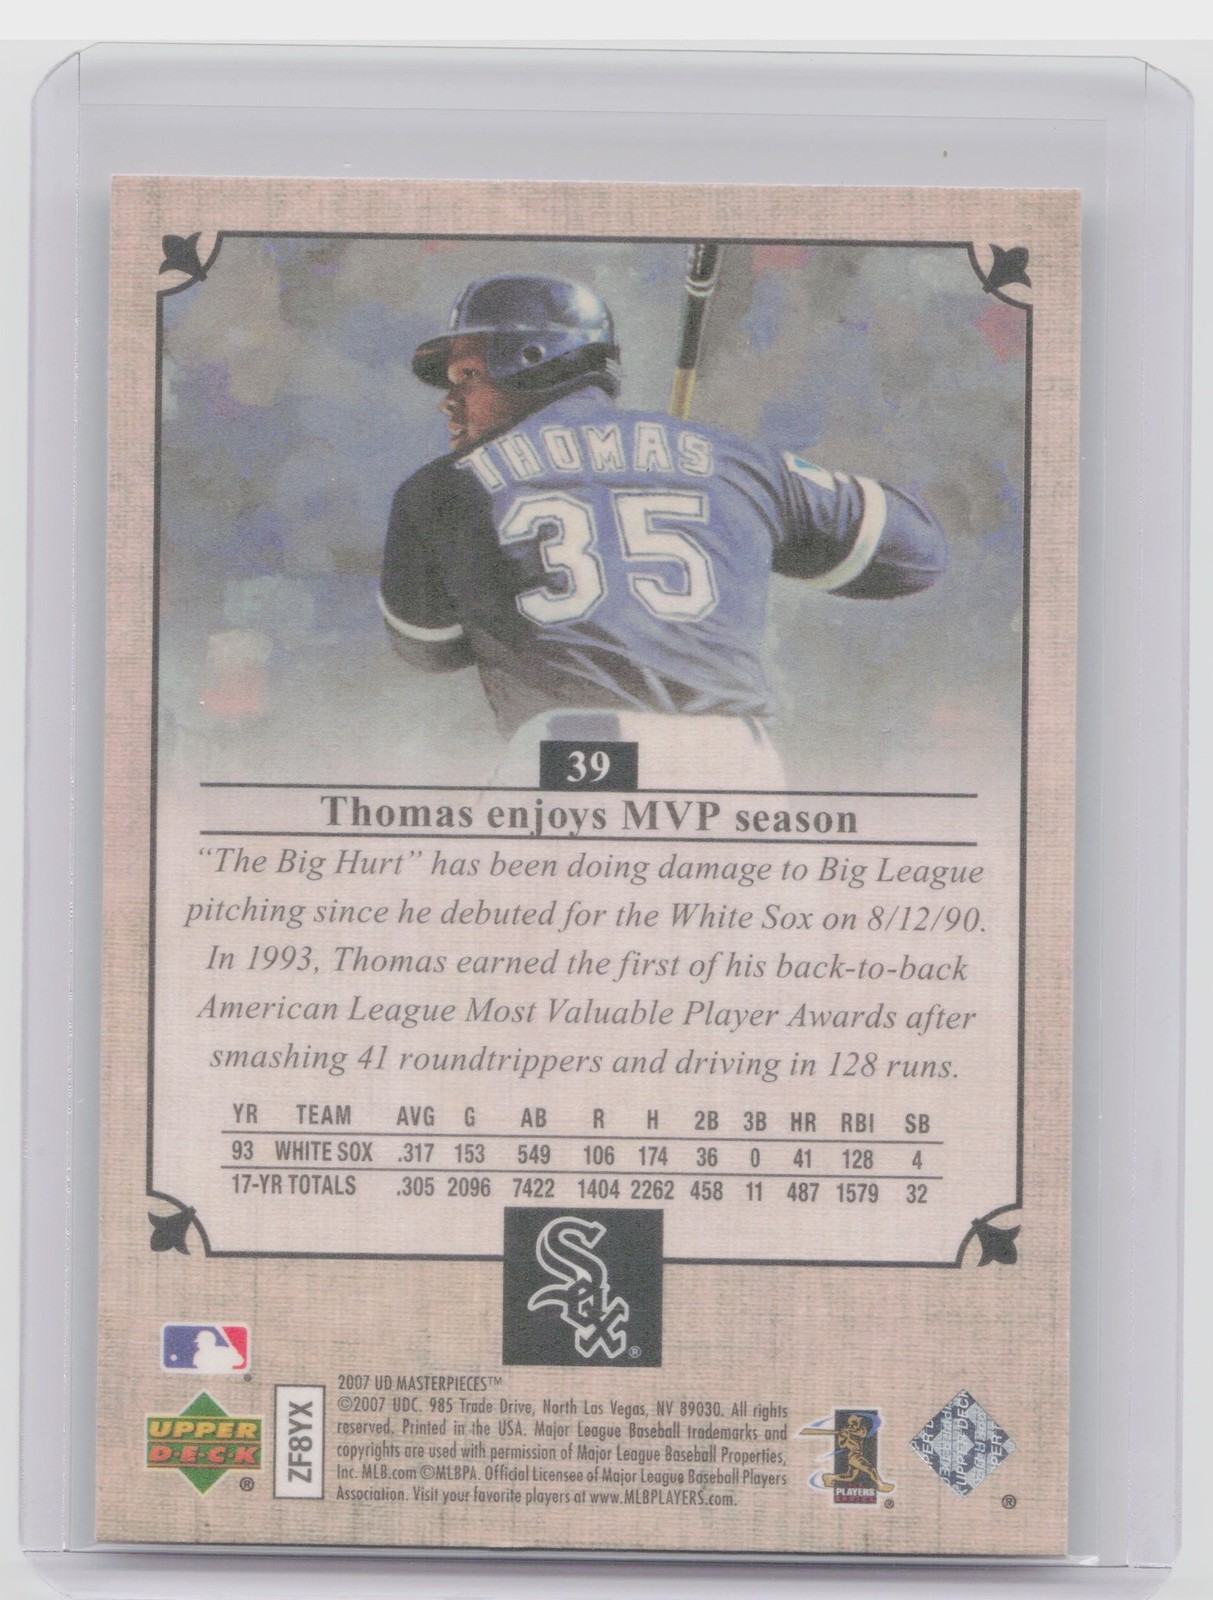 THOMAS
35
39
Thomas enjoys MVP season
"The Big Hurt" has been doing damage to Big League
pitching since he debuted for the White Sox on 8/12/90.
In 1993, Thomas earned the first of his back-to-back
American League Most Valuable Player Awards after
smashing 41 roundtrippers and driving in 128 runs.
YR TEAM AVG G AB R H 2B 3B HR RBI SB
93 WHITE SOX .317 153 549 106 174 36 0 41 128 4
17-YR TOTALS .305 2096 7422 1404 2262 458 11 487 1579 32
Sox ®
2007 UD MASTERPIECES™
©2007 UDC. 985 Trade Drive, North Las Vegas, NV 89030. All rights
reserved. Printed in the USA. Major League Baseball trademarks and
copyrights are used with permission of Major League Baseball Properties,
Inc. MLB.com ©MLBPA. Official Licensee of Major League Baseball Players
Association. Visit your favorite players at www.MLBPLAYERS.com.
UPPER
D·E·C·K
®
ZF8YX
PLAYERS
CHOICE
®
UPPER DECK
®